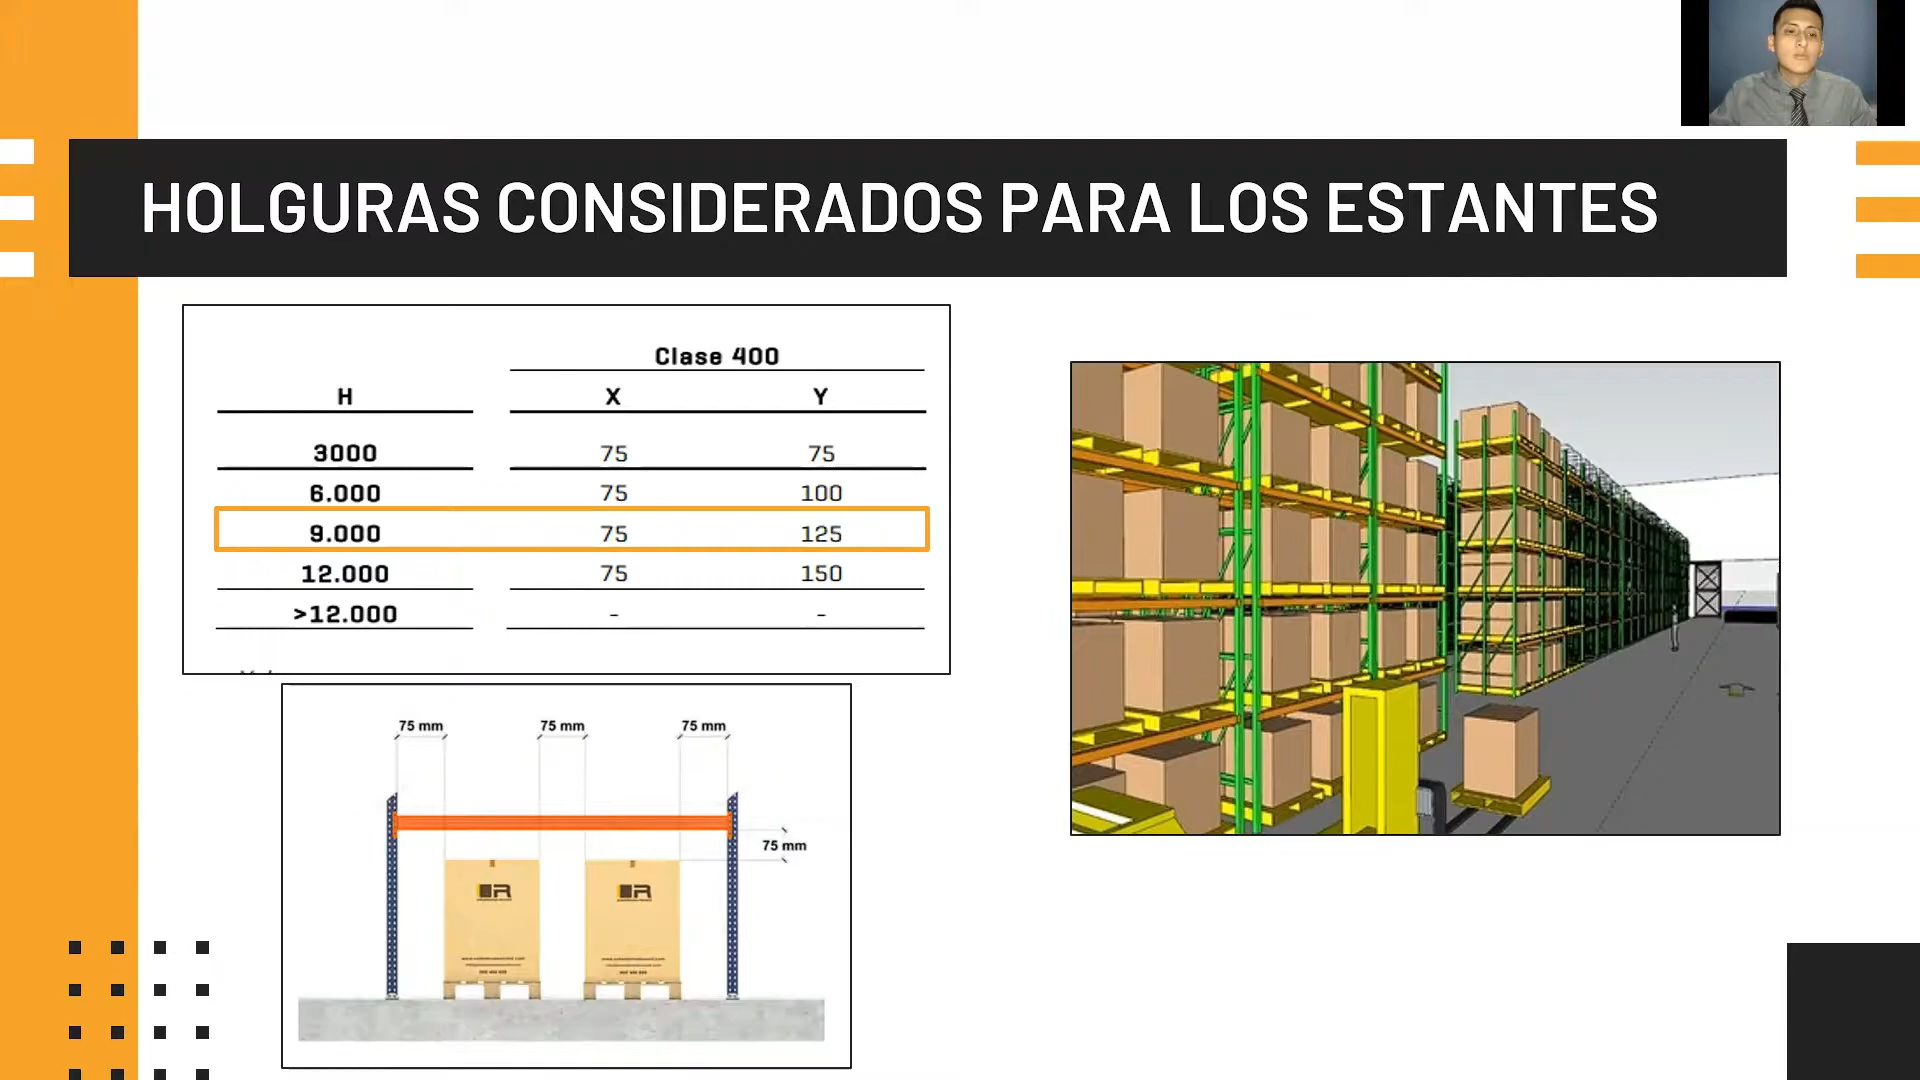 HOLGURAS CONSIDERADOS PARA LOS ESTANTES
Clase 400
H X Y
3000 75 75
6.000 75 100
9.000 75 125
12.000 75 150
>12.000 - -
75 mm 75 mm 75 mm
75 mm